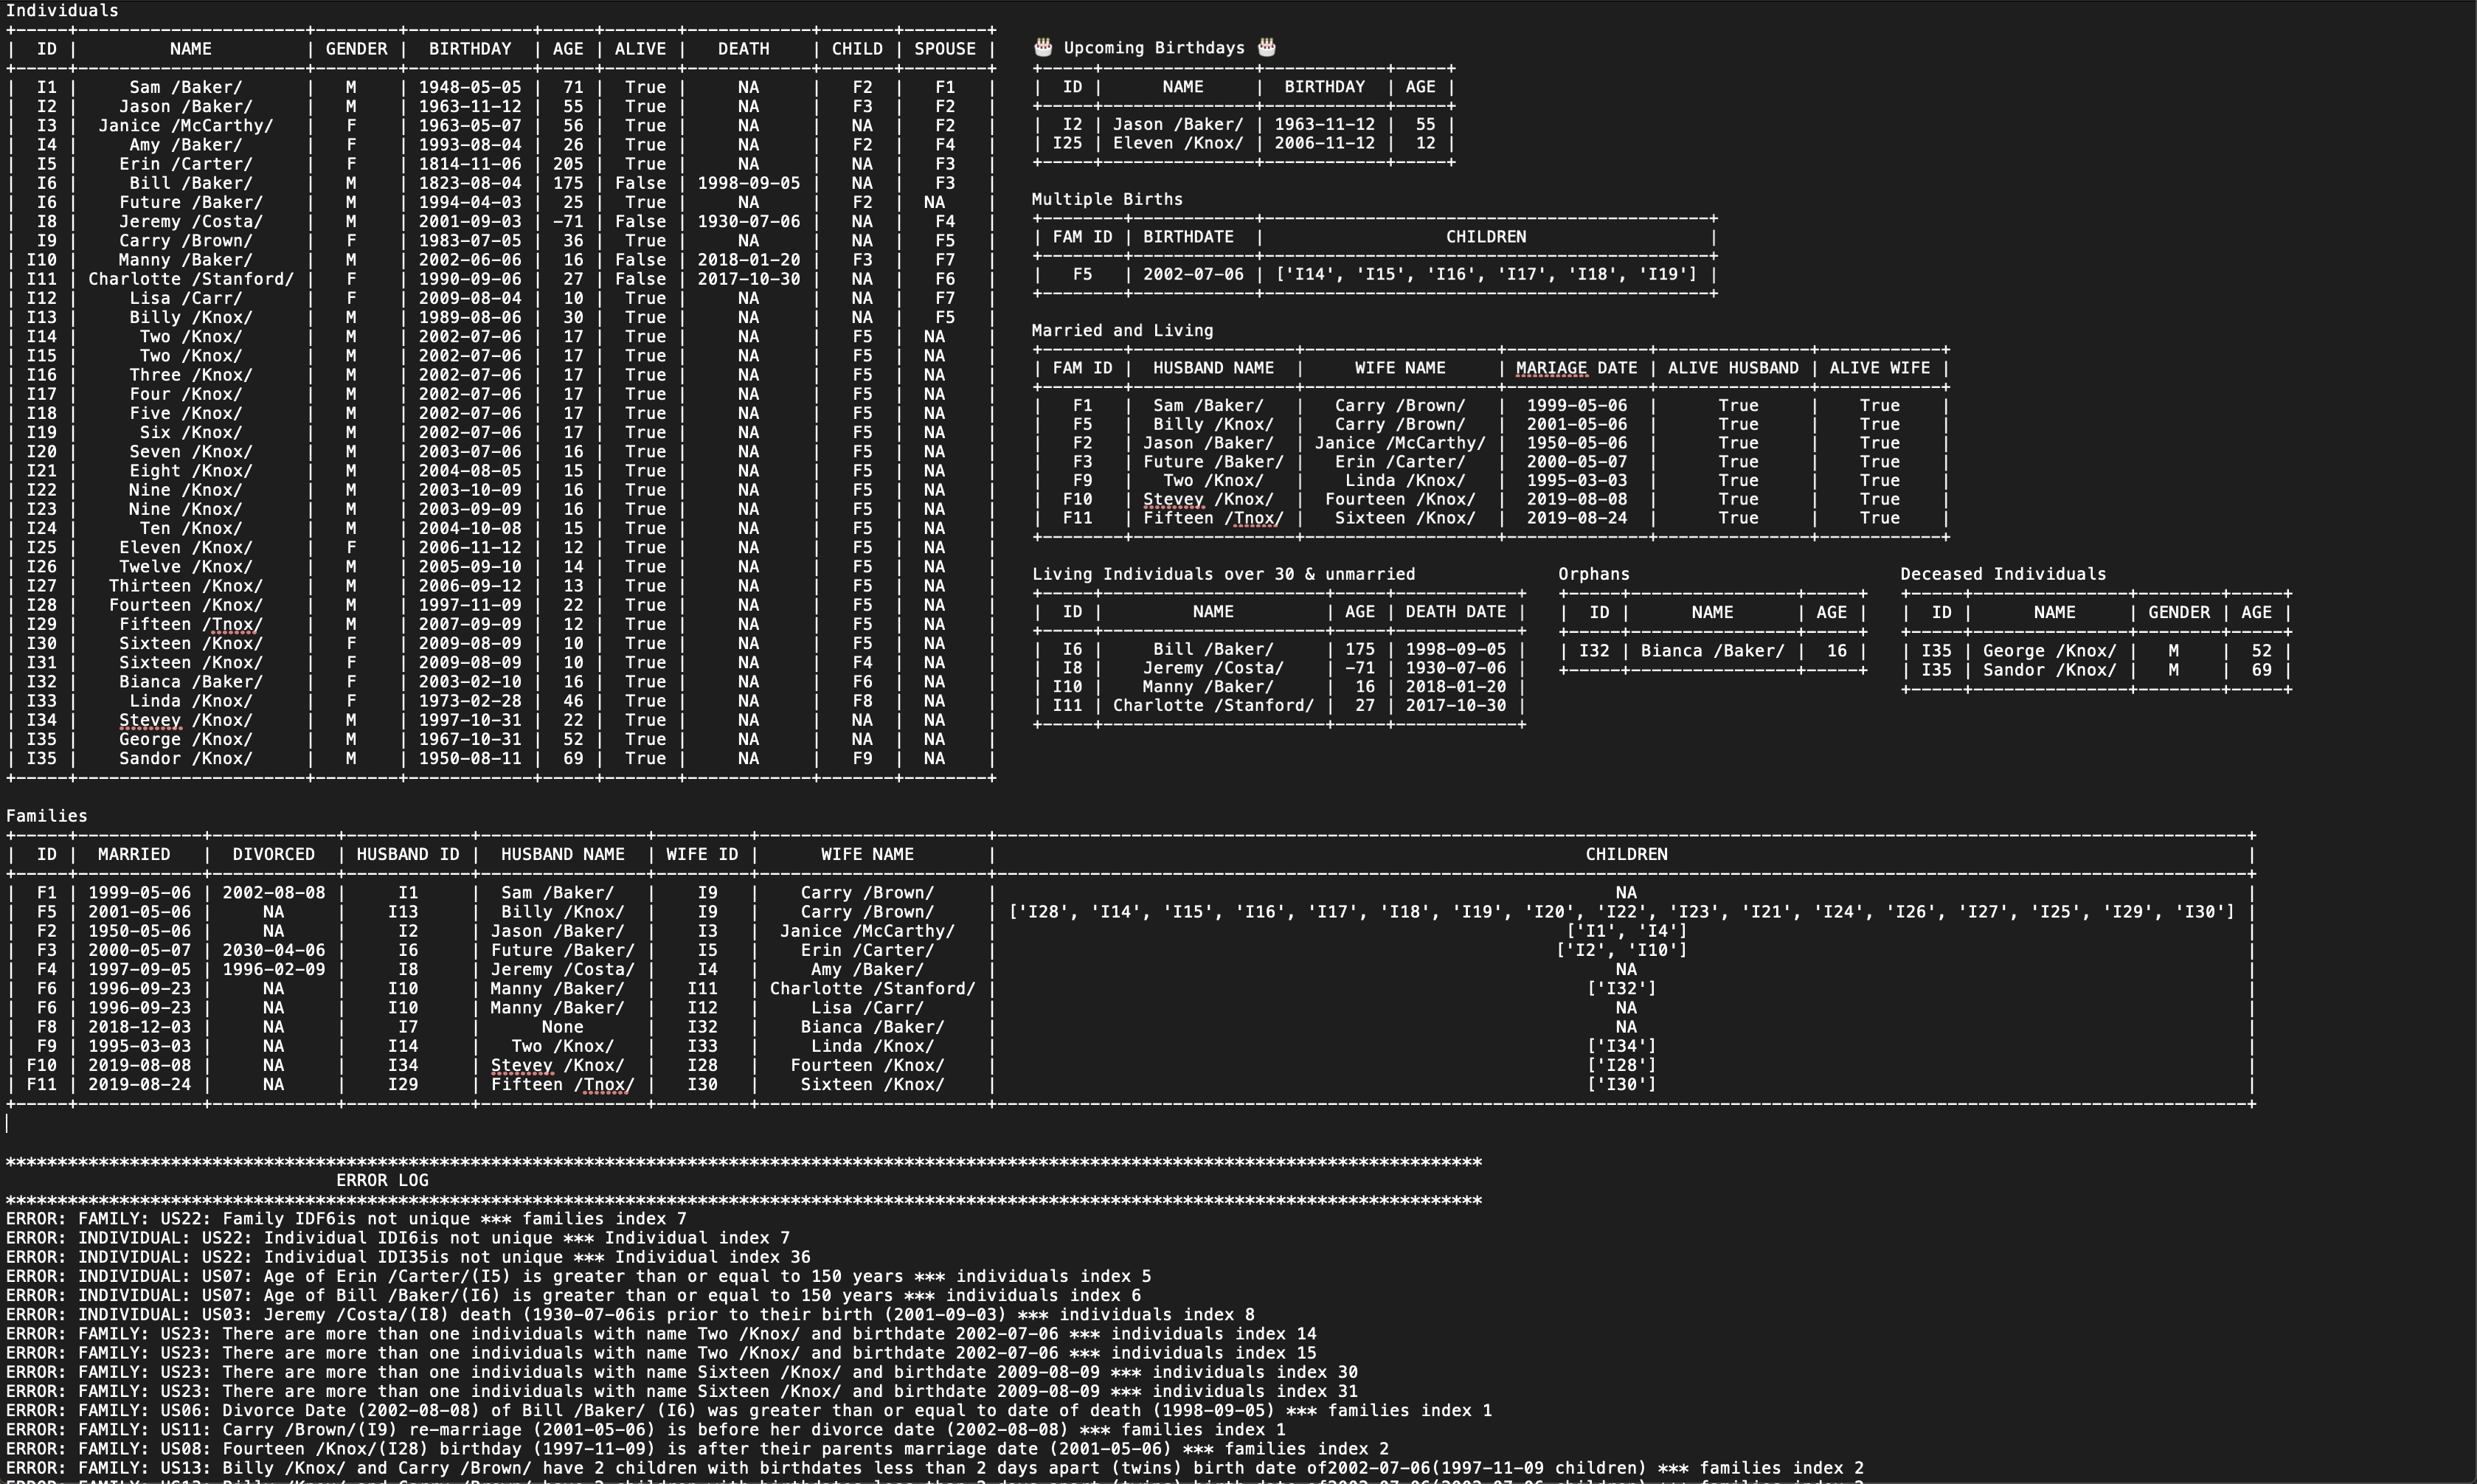 Individuals
| ID | NAME | GENDER | BIRTHDAY | AGE | ALIVE | DEATH | CHILD | SPOUSE |
| I1 | Sam /Baker/ | M | 1948-05-05 | 71 | True | NA | F2 | F1 |
| I2 | Jason /Baker/ | M | 1963-11-12 | 55 | True | NA | F3 | F2 |
| I3 | Janice /McCarthy/ | F | 1963-05-07 | 56 | True | NA | NA | F2 |
| I4 | Amy /Baker/ | F | 1993-08-04 | 26 | True | NA | F2 | F4 |
| I5 | Erin /Carter/ | F | 1814-11-06 | 205 | True | NA | NA | F3 |
| I6 | Bill /Baker/ | M | 1823-08-04 | 175 | False | 1998-09-05 | NA | F3 |
| I6 | Future /Baker/ | M | 1994-04-03 | 25 | True | NA | F2 | NA |
| I8 | Jeremy /Costa/ | M | 2001-09-03 | -71 | False | 1930-07-06 | NA | F4 |
| I9 | Carry /Brown/ | F | 1983-07-05 | 36 | True | NA | NA | F5 |
| I10 | Manny /Baker/ | M | 2002-06-06 | 16 | False | 2018-01-20 | F3 | F7 |
| I11 | Charlotte /Stanford/ | F | 1990-09-06 | 27 | False | 2017-10-30 | NA | F6 |
| I12 | Lisa /Carr/ | F | 2009-08-04 | 10 | True | NA | NA | F7 |
| I13 | Billy /Knox/ | M | 1989-08-06 | 30 | True | NA | NA | F5 |
| I14 | Two /Knox/ | M | 2002-07-06 | 17 | True | NA | F5 | NA |
| I15 | Two /Knox/ | M | 2002-07-06 | 17 | True | NA | F5 | NA |
| I16 | Three /Knox/ | M | 2002-07-06 | 17 | True | NA | F5 | NA |
| I17 | Four /Knox/ | M | 2002-07-06 | 17 | True | NA | F5 | NA |
| I18 | Five /Knox/ | M | 2002-07-06 | 17 | True | NA | F5 | NA |
| I19 | Six /Knox/ | M | 2002-07-06 | 17 | True | NA | F5 | NA |
| I20 | Seven /Knox/ | M | 2003-07-06 | 16 | True | NA | F5 | NA |
| I21 | Eight /Knox/ | M | 2004-08-05 | 15 | True | NA | F5 | NA |
| I22 | Nine /Knox/ | M | 2003-10-09 | 16 | True | NA | F5 | NA |
| I23 | Nine /Knox/ | M | 2003-09-09 | 16 | True | NA | F5 | NA |
| I24 | Ten /Knox/ | M | 2004-10-08 | 15 | True | NA | F5 | NA |
| I25 | Eleven /Knox/ | F | 2006-11-12 | 12 | True | NA | F5 | NA |
| I26 | Twelve /Knox/ | M | 2005-09-10 | 14 | True | NA | F5 | NA |
| I27 | Thirteen /Knox/ | M | 2006-09-12 | 13 | True | NA | F5 | NA |
| I28 | Fourteen /Knox/ | M | 1997-11-09 | 22 | True | NA | F5 | NA |
| I29 | Fifteen /Tnox/ | M | 2007-09-09 | 12 | True | NA | F5 | NA |
| I30 | Sixteen /Knox/ | F | 2009-08-09 | 10 | True | NA | F5 | NA |
| I31 | Sixteen /Knox/ | F | 2009-08-09 | 10 | True | NA | F4 | NA |
| I32 | Bianca /Baker/ | F | 2003-02-10 | 16 | True | NA | F6 | NA |
| I33 | Linda /Knox/ | F | 1973-02-28 | 46 | True | NA | F8 | NA |
| I34 | Stevey /Knox/ | M | 1997-10-31 | 22 | True | NA | NA | NA |
| I35 | George /Knox/ | M | 1967-10-31 | 52 | True | NA | NA | NA |
| I35 | Sandor /Knox/ | M | 1950-08-11 | 69 | True | NA | F9 | NA |
🎂 Upcoming Birthdays 🎂
| ID | NAME | BIRTHDAY | AGE |
| I2 | Jason /Baker/ | 1963-11-12 | 55 |
| I25 | Eleven /Knox/ | 2006-11-12 | 12 |
Multiple Births
| FAM ID | BIRTHDATE | CHILDREN |
| F5 | 2002-07-06 | ['I14', 'I15', 'I16', 'I17', 'I18', 'I19'] |
Married and Living
| FAM ID | HUSBAND NAME | WIFE NAME | MARIAGE DATE | ALIVE HUSBAND | ALIVE WIFE |
| F1 | Sam /Baker/ | Carry /Brown/ | 1999-05-06 | True | True |
| F5 | Billy /Knox/ | Carry /Brown/ | 2001-05-06 | True | True |
| F2 | Jason /Baker/ | Janice /McCarthy/ | 1950-05-06 | True | True |
| F3 | Future /Baker/ | Erin /Carter/ | 2000-05-07 | True | True |
| F9 | Two /Knox/ | Linda /Knox/ | 1995-03-03 | True | True |
| F10 | Stevey /Knox/ | Fourteen /Knox/ | 2019-08-08 | True | True |
| F11 | Fifteen /Tnox/ | Sixteen /Knox/ | 2019-08-24 | True | True |
Living Individuals over 30 & unmarried
| ID | NAME | AGE | DEATH DATE |
| I6 | Bill /Baker/ | 175 | 1998-09-05 |
| I8 | Jeremy /Costa/ | -71 | 1930-07-06 |
| I10 | Manny /Baker/ | 16 | 2018-01-20 |
| I11 | Charlotte /Stanford/ | 27 | 2017-10-30 |
Orphans
| ID | NAME | AGE |
| I32 | Bianca /Baker/ | 16 |
Deceased Individuals
| ID | NAME | GENDER | AGE |
| I35 | George /Knox/ | M | 52 |
| I35 | Sandor /Knox/ | M | 69 |
Families
| ID | MARRIED | DIVORCED | HUSBAND ID | HUSBAND NAME | WIFE ID | WIFE NAME | CHILDREN |
| F1 | 1999-05-06 | 2002-08-08 | I1 | Sam /Baker/ | I9 | Carry /Brown/ | NA |
| F5 | 2001-05-06 | NA | I13 | Billy /Knox/ | I9 | Carry /Brown/ | ['I28', 'I14', 'I15', 'I16', 'I17', 'I18', 'I19', 'I20', 'I22', 'I23', 'I21', 'I24', 'I26', 'I27', 'I25', 'I29', 'I30'] |
| F2 | 1950-05-06 | NA | I2 | Jason /Baker/ | I3 | Janice /McCarthy/ | ['I1', 'I4'] |
| F3 | 2000-05-07 | 2030-04-06 | I6 | Future /Baker/ | I5 | Erin /Carter/ | ['I2', 'I10'] |
| F4 | 1997-09-05 | 1996-02-09 | I8 | Jeremy /Costa/ | I4 | Amy /Baker/ | NA |
| F6 | 1996-09-23 | NA | I10 | Manny /Baker/ | I11 | Charlotte /Stanford/ | ['I32'] |
| F6 | 1996-09-23 | NA | I10 | Manny /Baker/ | I12 | Lisa /Carr/ | NA |
| F8 | 2018-12-03 | NA | I7 | None | I32 | Bianca /Baker/ | NA |
| F9 | 1995-03-03 | NA | I14 | Two /Knox/ | I33 | Linda /Knox/ | ['I34'] |
| F10 | 2019-08-08 | NA | I34 | Stevey /Knox/ | I28 | Fourteen /Knox/ | ['I28'] |
| F11 | 2019-08-24 | NA | I29 | Fifteen /Tnox/ | I30 | Sixteen /Knox/ | ['I30'] |
ERROR LOG
ERROR: FAMILY: US22: Family IDF6is not unique *** families index 7
ERROR: INDIVIDUAL: US22: Individual IDI6is not unique *** Individual index 7
ERROR: INDIVIDUAL: US22: Individual IDI35is not unique *** Individual index 36
ERROR: INDIVIDUAL: US07: Age of Erin /Carter/(I5) is greater than or equal to 150 years *** individuals index 5
ERROR: INDIVIDUAL: US07: Age of Bill /Baker/(I6) is greater than or equal to 150 years *** individuals index 6
ERROR: INDIVIDUAL: US03: Jeremy /Costa/(I8) death (1930-07-06is prior to their birth (2001-09-03) *** individuals index 8
ERROR: FAMILY: US23: There are more than one individuals with name Two /Knox/ and birthdate 2002-07-06 *** individuals index 14
ERROR: FAMILY: US23: There are more than one individuals with name Two /Knox/ and birthdate 2002-07-06 *** individuals index 15
ERROR: FAMILY: US23: There are more than one individuals with name Sixteen /Knox/ and birthdate 2009-08-09 *** individuals index 30
ERROR: FAMILY: US23: There are more than one individuals with name Sixteen /Knox/ and birthdate 2009-08-09 *** individuals index 31
ERROR: FAMILY: US06: Divorce Date (2002-08-08) of Bill /Baker/ (I6) was greater than or equal to date of death (1998-09-05) *** families index 1
ERROR: FAMILY: US11: Carry /Brown/(I9) re-marriage (2001-05-06) is before her divorce date (2002-08-08) *** families index 1
ERROR: FAMILY: US08: Fourteen /Knox/(I28) birthday (1997-11-09) is after their parents marriage date (2001-05-06) *** families index 2
ERROR: FAMILY: US13: Billy /Knox/ and Carry /Brown/ have 2 children with birthdates less than 2 days apart (twins) birth date of2002-07-06(1997-11-09 children) *** families index 2